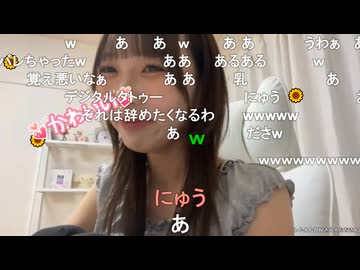 w あ あ w ああ うわぁ あ
いちゃったw ああ あるある w
覚え悪いなぁ ああ 乳 あ
デジタルタトゥー にゅう
かわいい
それは辞めたくなるわ wwwww
あ w ださw
wwwwwwwwww
にゅう
あ